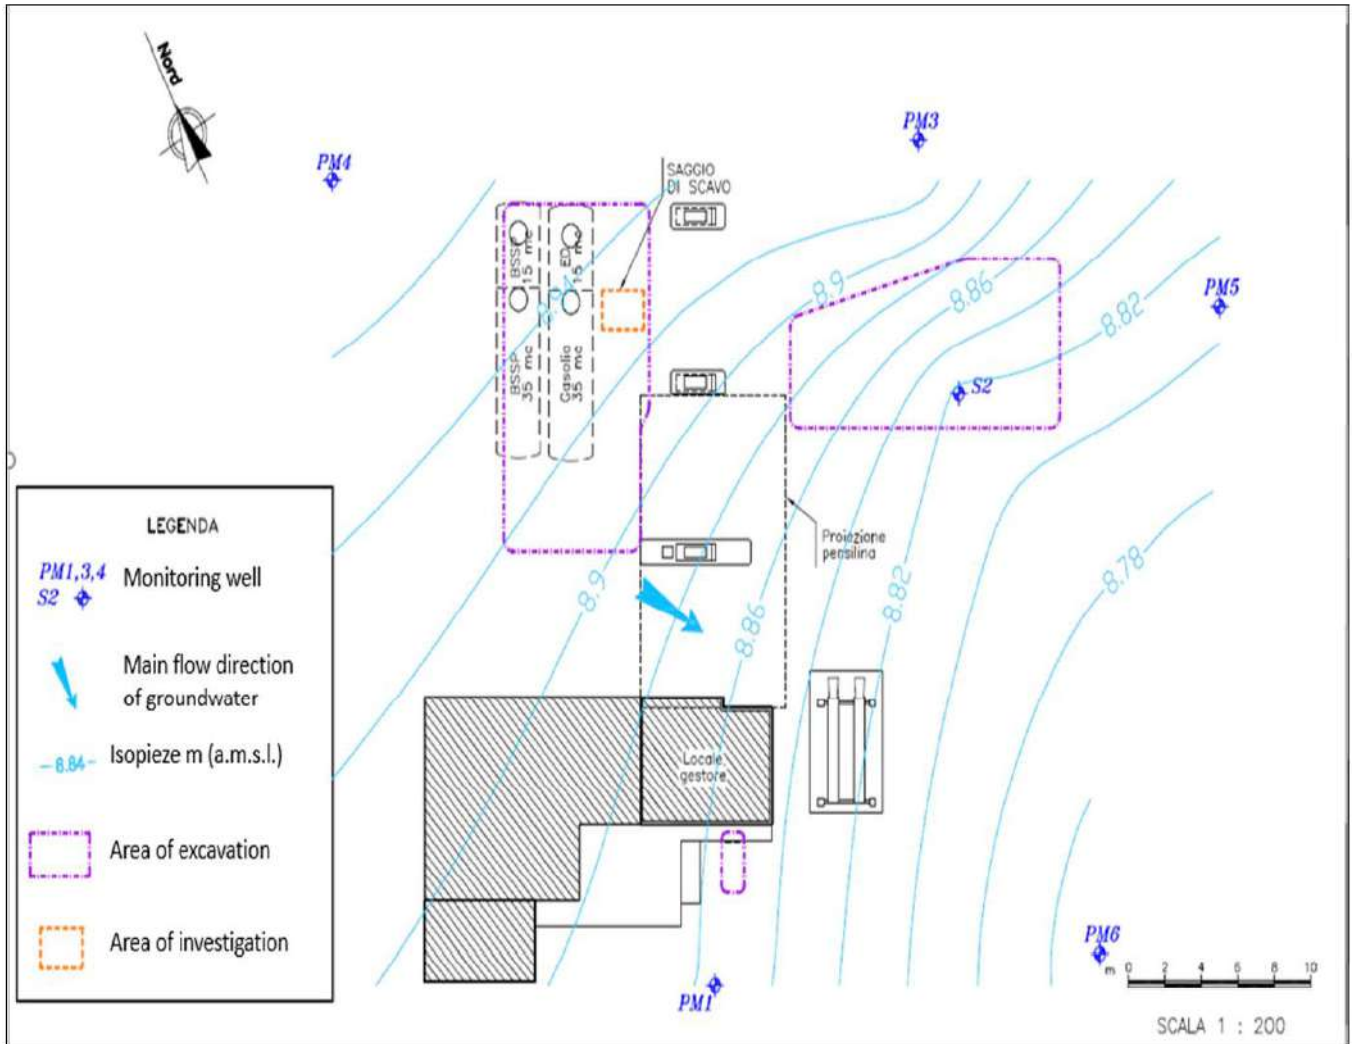 Nord
PM4
PM3
SAGGIO
DI SCAVO
BSSP
15 mc
15 mc
8.94
BSSP
35 mc
Gasolio
35 mc
8.9
8.86
8.82
PM5
S2
Proiezione
pensilina
8.9
8.86
8.82
8.78
Locale
gestore
PM1
PM6
m 0 2 4 6 8 10
SCALA 1 : 200
LEGENDA
PM1,3,4
S2
Monitoring well
Main flow direction
of groundwater
8.84
Isopieze m (a.m.s.l.)
Area of excavation
Area of investigation